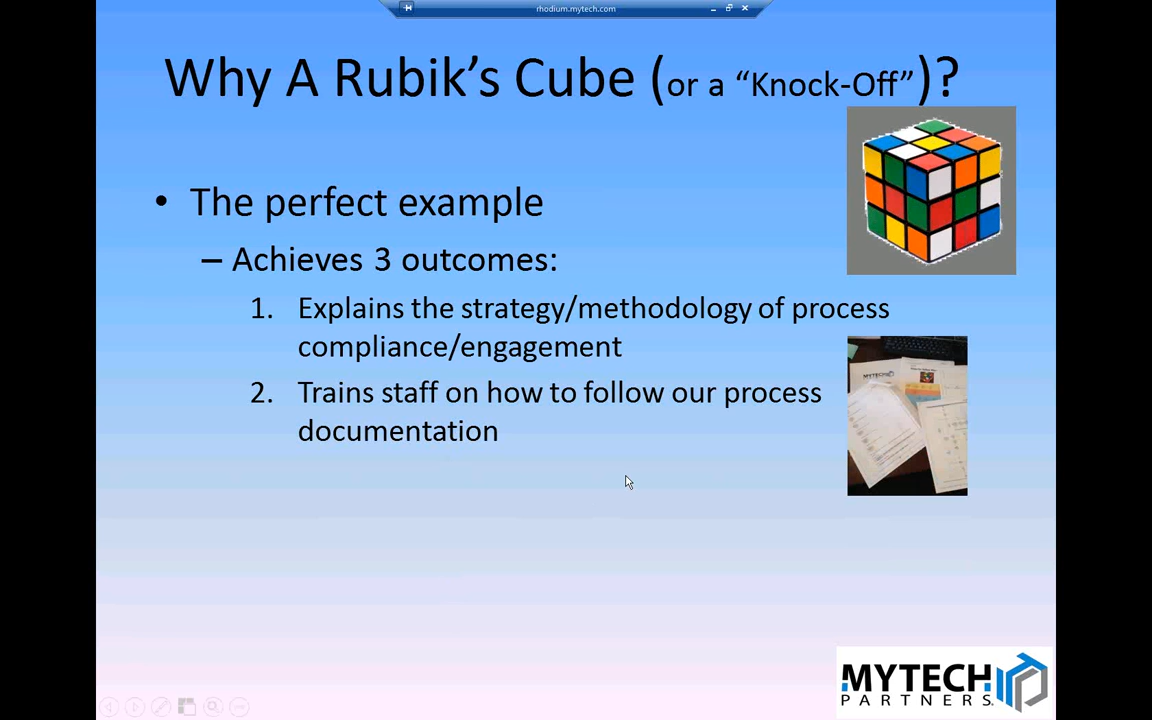 rhodium.mytech.com
Why A Rubik’s Cube (or a “Knock-Off”)?
• The perfect example
– Achieves 3 outcomes:
1. Explains the strategy/methodology of process
compliance/engagement
2. Trains staff on how to follow our process
documentation
MYTECH
MYTECH
PARTNERS